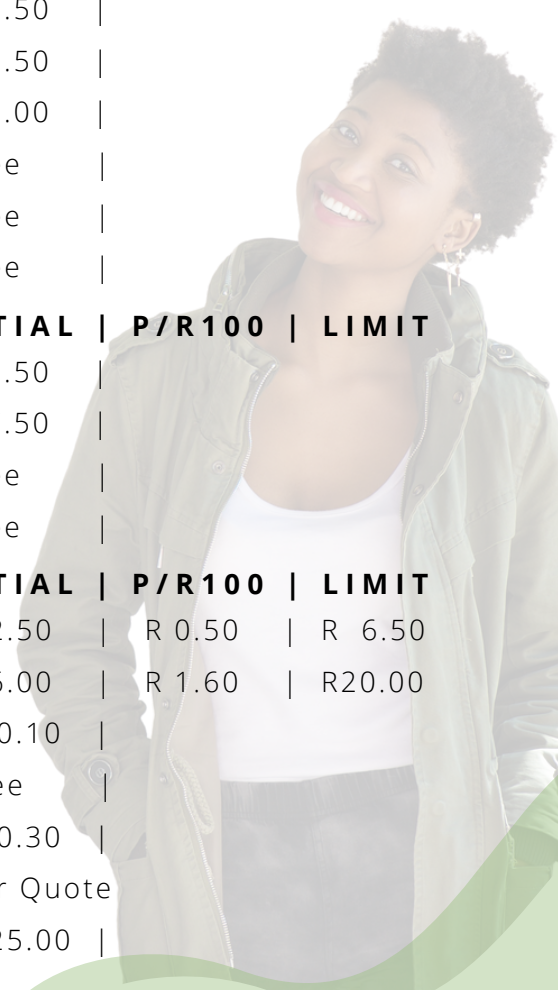 .50 |
.50 |
.00 |
e |
e |
e |
TIAL | P/R100 | LIMIT
.50 |
.50 |
e |
e |
TIAL | P/R100 | LIMIT
2.50 | R 0.50 | R 6.50
.00 | R 1.60 | R20.00
0.10 |
ee |
0.30 |
r Quote
25.00 |